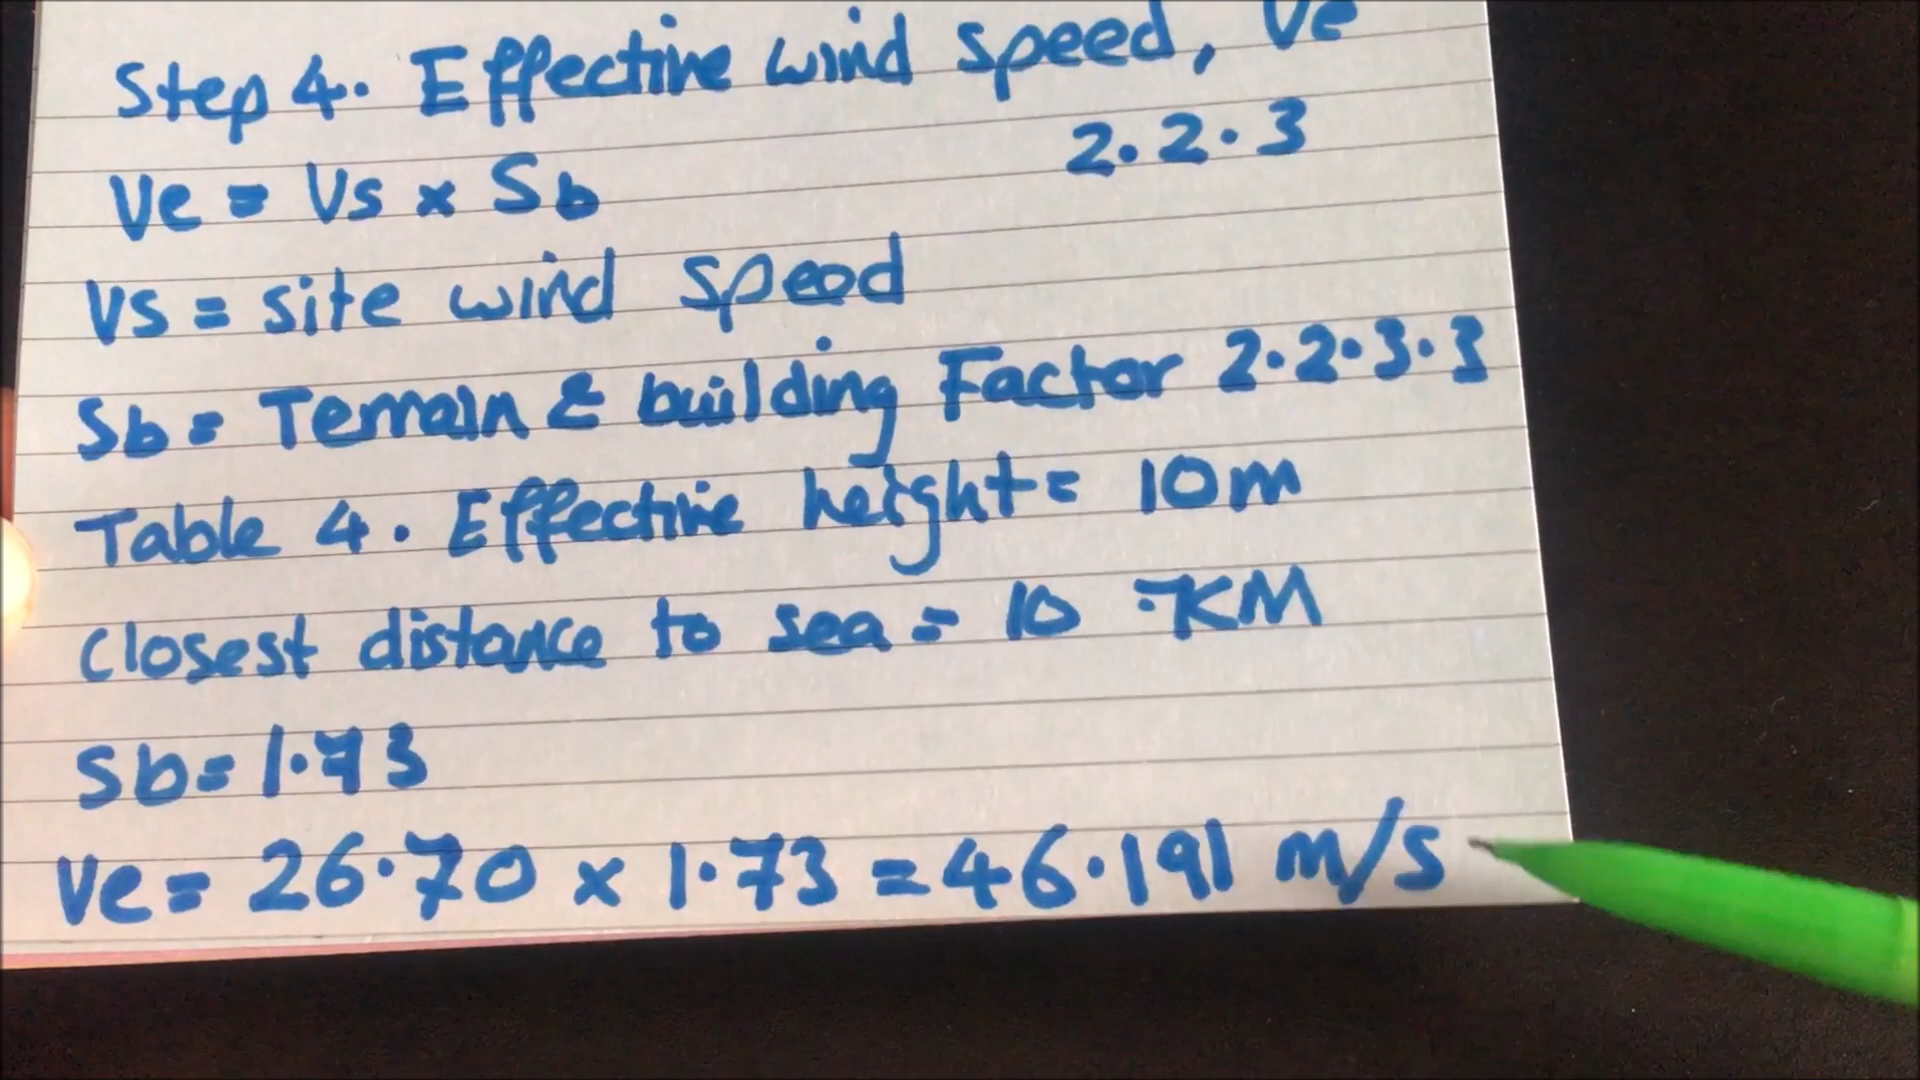 Step 4. Effective wind speed, Ve
2.2.3
Ve = Vs x Sb
Vs = site wind speed
Sb = Terrain & building Factor 2.2.3.3
Table 4. Effective height = 10m
Closest distance to sea = 10 KM
Sb = 1.73
Ve = 26.70 x 1.73 = 46.191 m/s